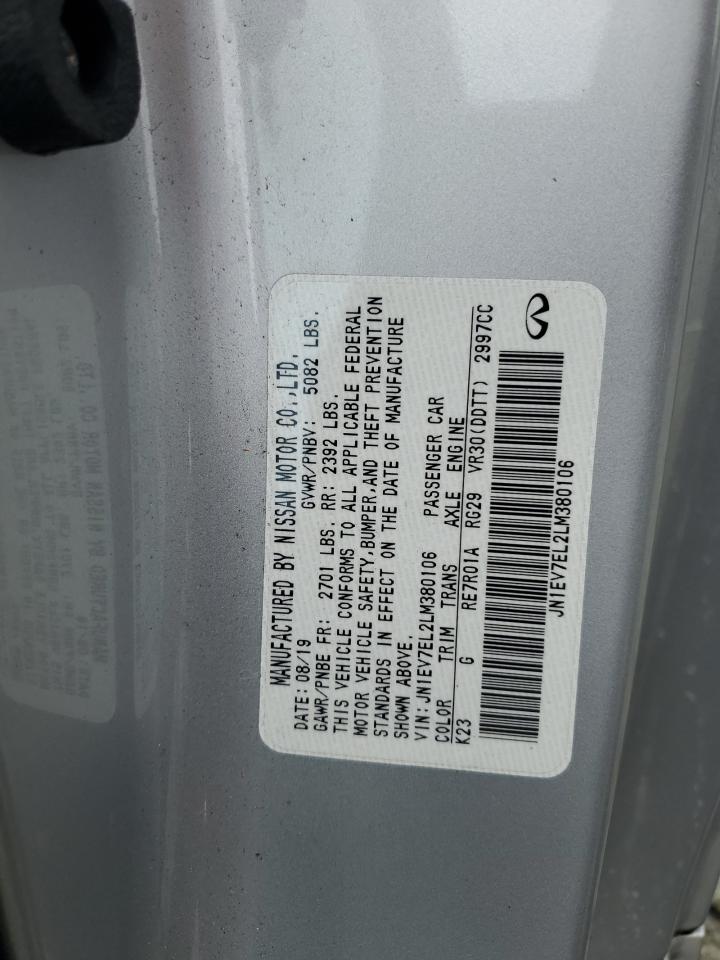 MANUFACTURED BY NISSAN MOTOR CO.,LTD.
DATE: 08/19 GVWR/PNBV: 5082 LBS.
GAWR/PNBE FR: 2701 LBS. RR: 2392 LBS.
THIS VEHICLE CONFORMS TO ALL APPLICABLE FEDERAL
MOTOR VEHICLE SAFETY,BUMPER,AND THEFT PREVENTION
STANDARDS IN EFFECT ON THE DATE OF MANUFACTURE
SHOWN ABOVE.
VIN: JN1EV7EL2LM380106 PASSENGER CAR
COLOR TRIM TRANS AXLE ENGINE
K23 G RE7R01A RG29 VR30(DDTT) 2997CC
JN1EV7EL2LM380106